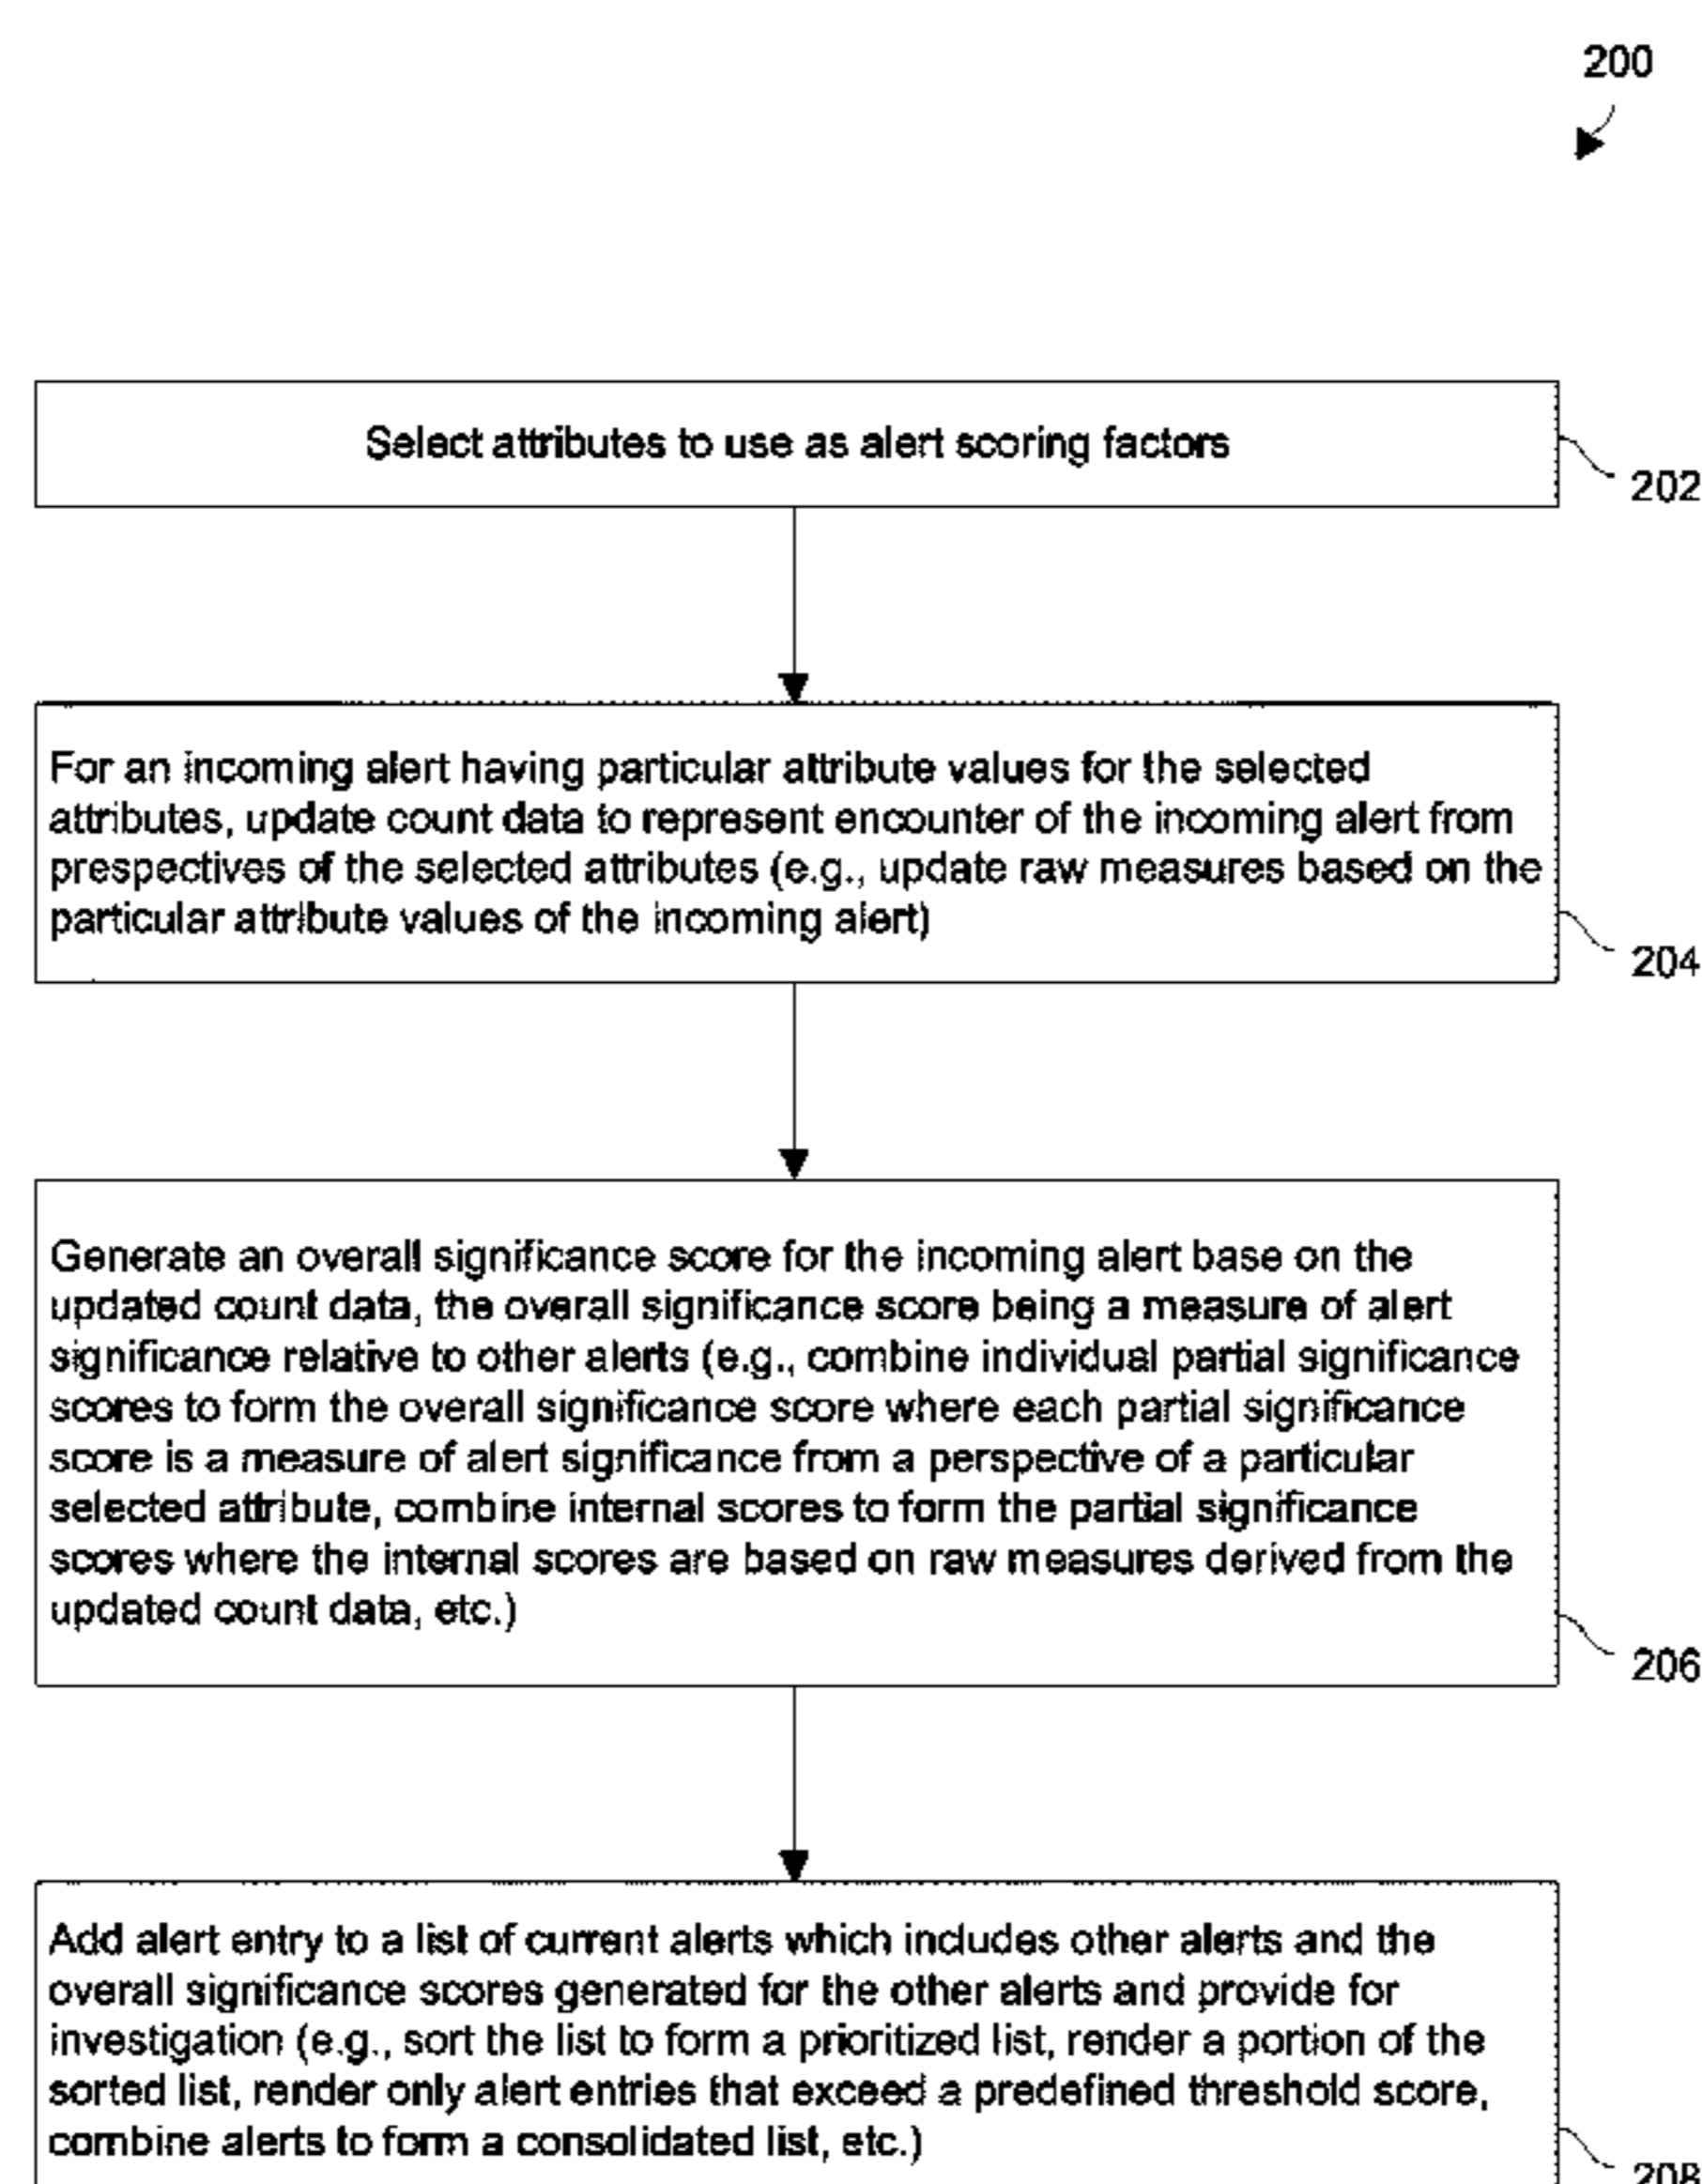 200
Select attributes to use as alert scoring factors
202
For an incoming alert having particular attribute values for the selected
attributes, update count data to represent encounter of the incoming alert from
prespectives of the selected attributes (e.g., update raw measures based on the
particular attribute values of the incoming alert)
204
Generate an overall significance score for the incoming alert base on the
updated count data, the overall significance score being a measure of alert
significance relative to other alerts (e.g., combine individual partial significance
scores to form the overall significance score where each partial significance
score is a measure of alert significance from a perspective of a particular
selected attribute, combine internal scores to form the partial significance
scores where the internal scores are based on raw measures derived from the
updated count data, etc.)
206
Add alert entry to a list of current alerts which includes other alerts and the
overall significance scores generated for the other alerts and provide for
investigation (e.g., sort the list to form a prioritized list, render a portion of the
sorted list, render only alert entries that exceed a predefined threshold score,
combine alerts to form a consolidated list, etc.)
208